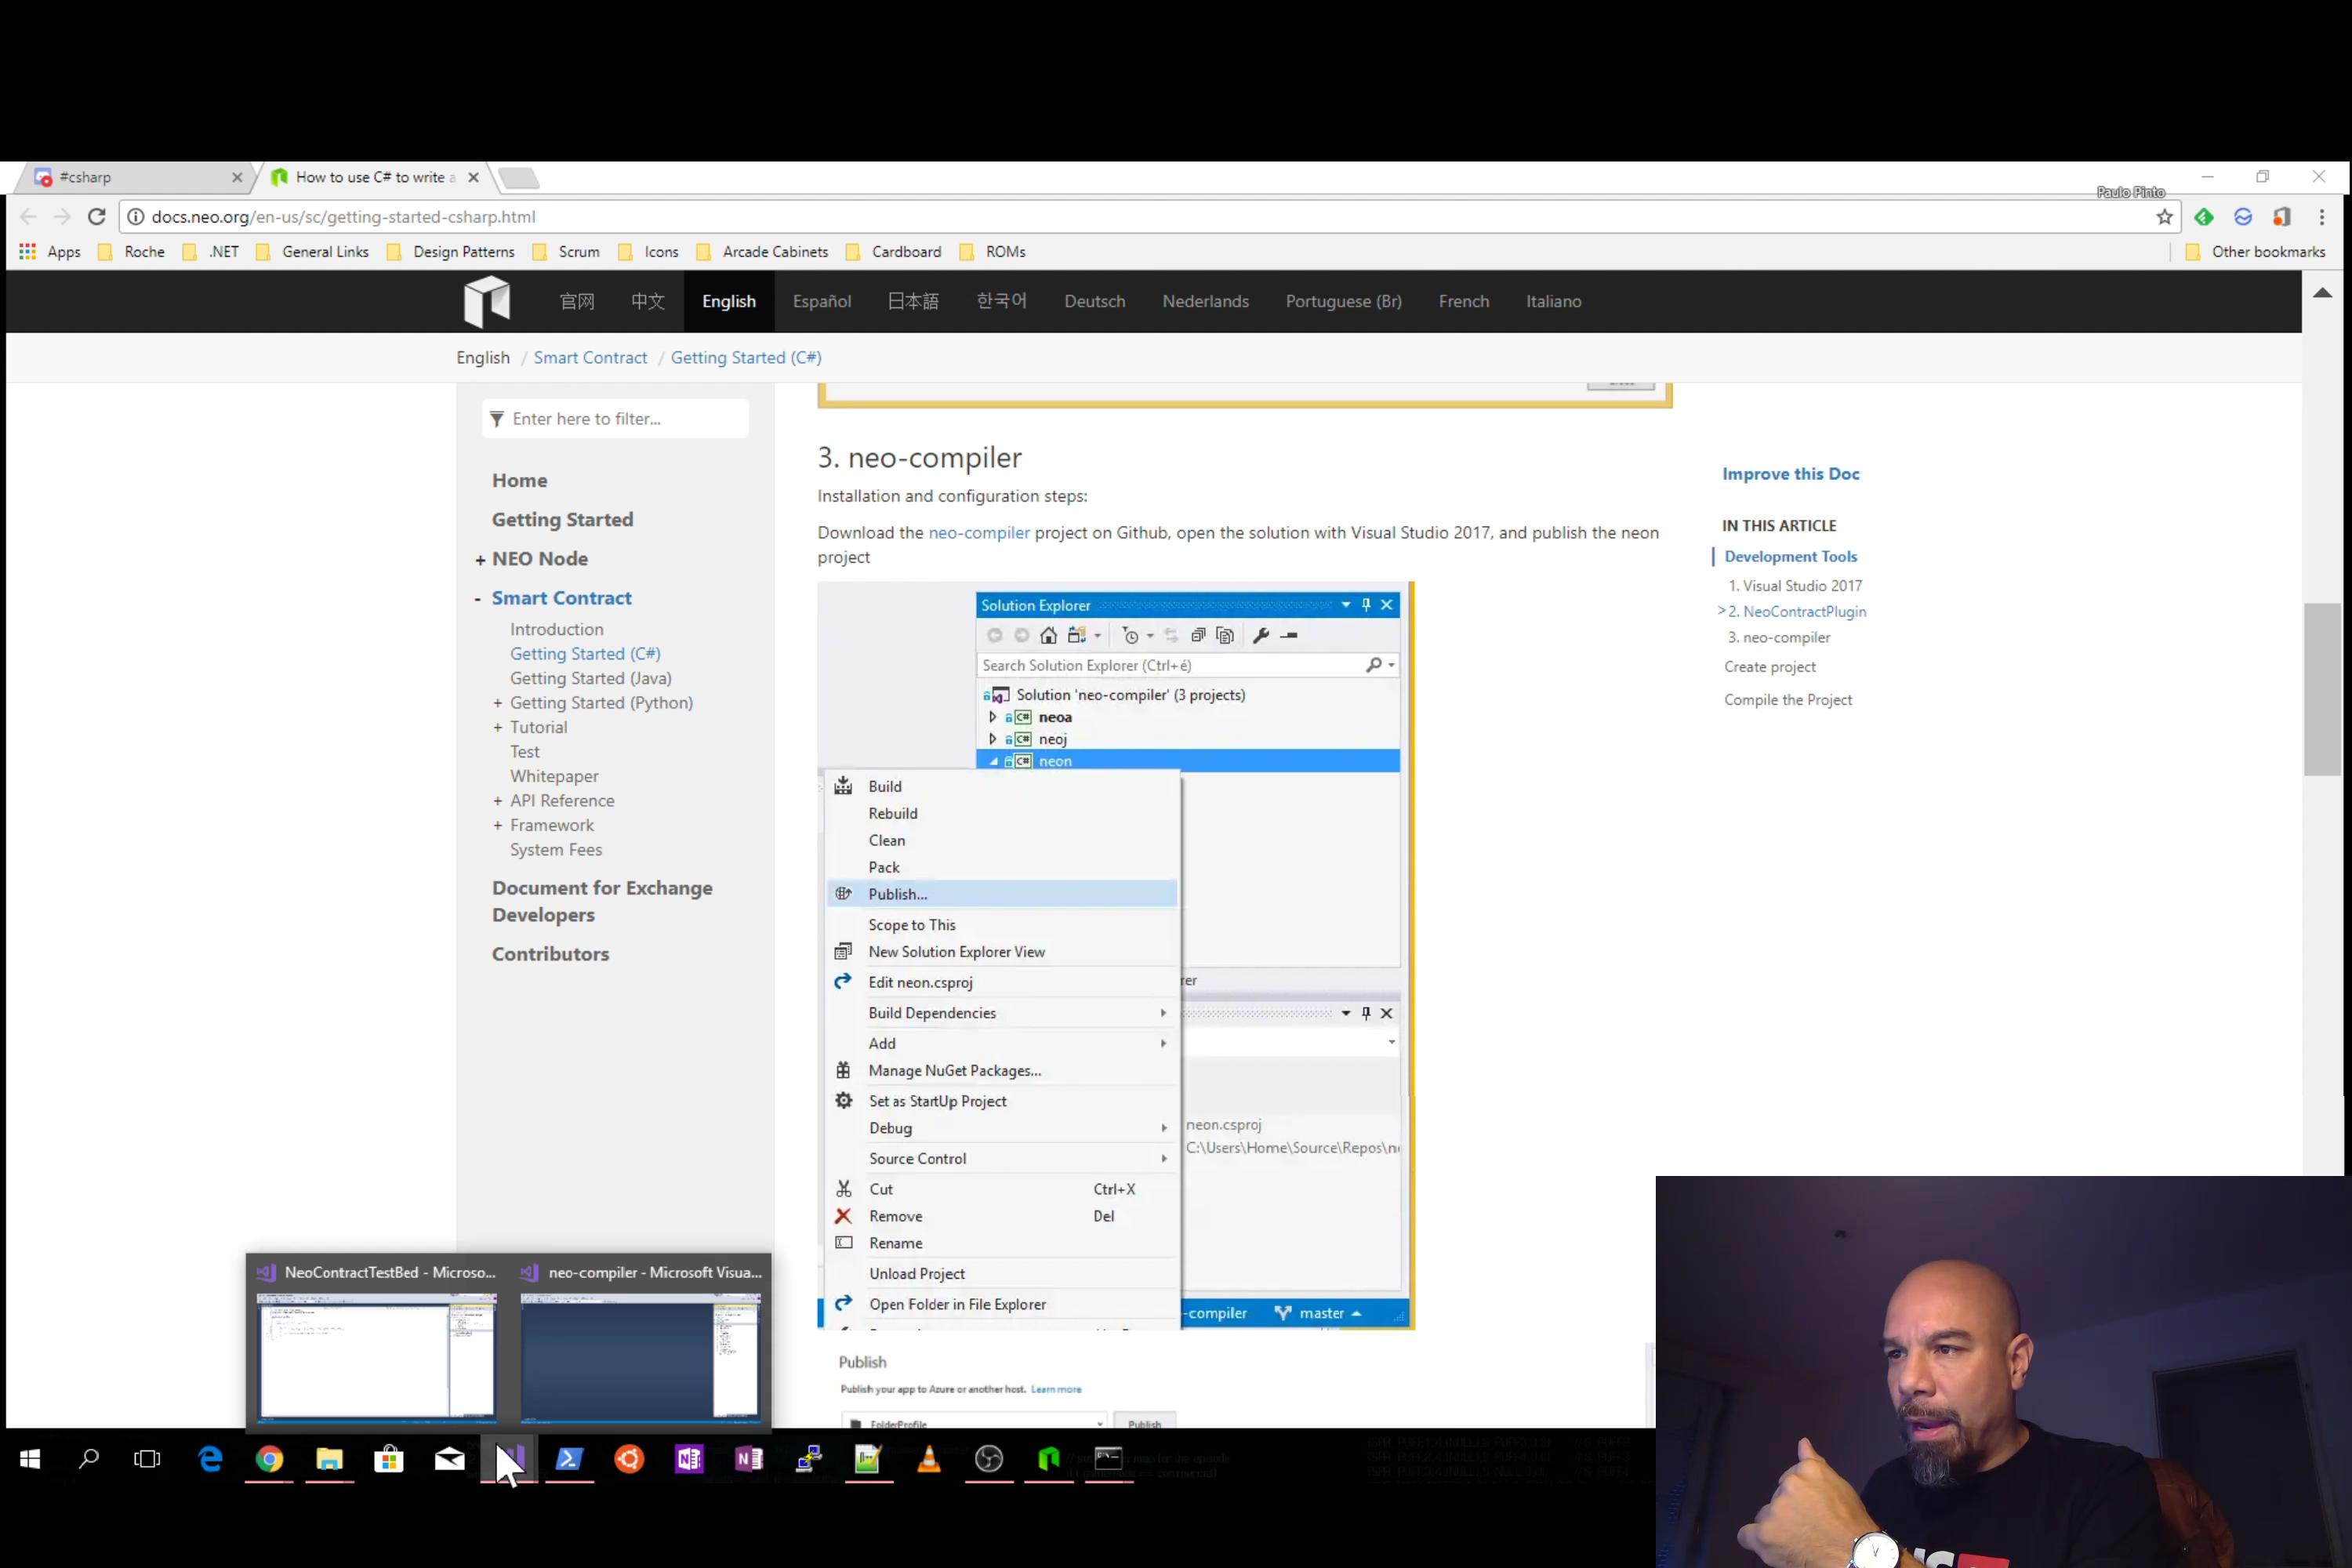 #csharp
How to use C# to write a
Paulo Pinto
docs.neo.org/en-us/sc/getting-started-csharp.html
Apps
Roche
.NET
General Links
Design Patterns
Scrum
Icons
Arcade Cabinets
Cardboard
ROMs
Other bookmarks
官网
中文
English
Español
日本語
한국어
Deutsch
Nederlands
Portuguese (Br)
French
Italiano
English / Smart Contract / Getting Started (C#)
Enter here to filter...
Home
Getting Started
+ NEO Node
- Smart Contract
Introduction
Getting Started (C#)
Getting Started (Java)
+ Getting Started (Python)
+ Tutorial
Test
Whitepaper
+ API Reference
+ Framework
System Fees
Document for Exchange
Developers
Contributors
3. neo-compiler
Installation and configuration steps:
Download the neo-compiler project on Github, open the solution with Visual Studio 2017, and publish the neon
project
Solution Explorer
Search Solution Explorer (Ctrl+é)
Solution 'neo-compiler' (3 projects)
C# neoa
C# neoj
C# neon
Build
Rebuild
Clean
Pack
Publish...
Scope to This
New Solution Explorer View
Edit neon.csproj
Build Dependencies
Add
Manage NuGet Packages...
Set as StartUp Project
Debug
Source Control
Cut Ctrl+X
Remove Del
Rename
Unload Project
Open Folder in File Explorer
rer
neon.csproj
C:\Users\Home\Source\Repos\n
-compiler
master
Publish
Publish your app to Azure or another host. Learn more
FolderProfile
Publish
Improve this Doc
IN THIS ARTICLE
Development Tools
1. Visual Studio 2017
>2. NeoContractPlugin
3. neo-compiler
Create project
Compile the Project
NeoContractTestBed - Microso...
neo-compiler - Microsoft Visua...